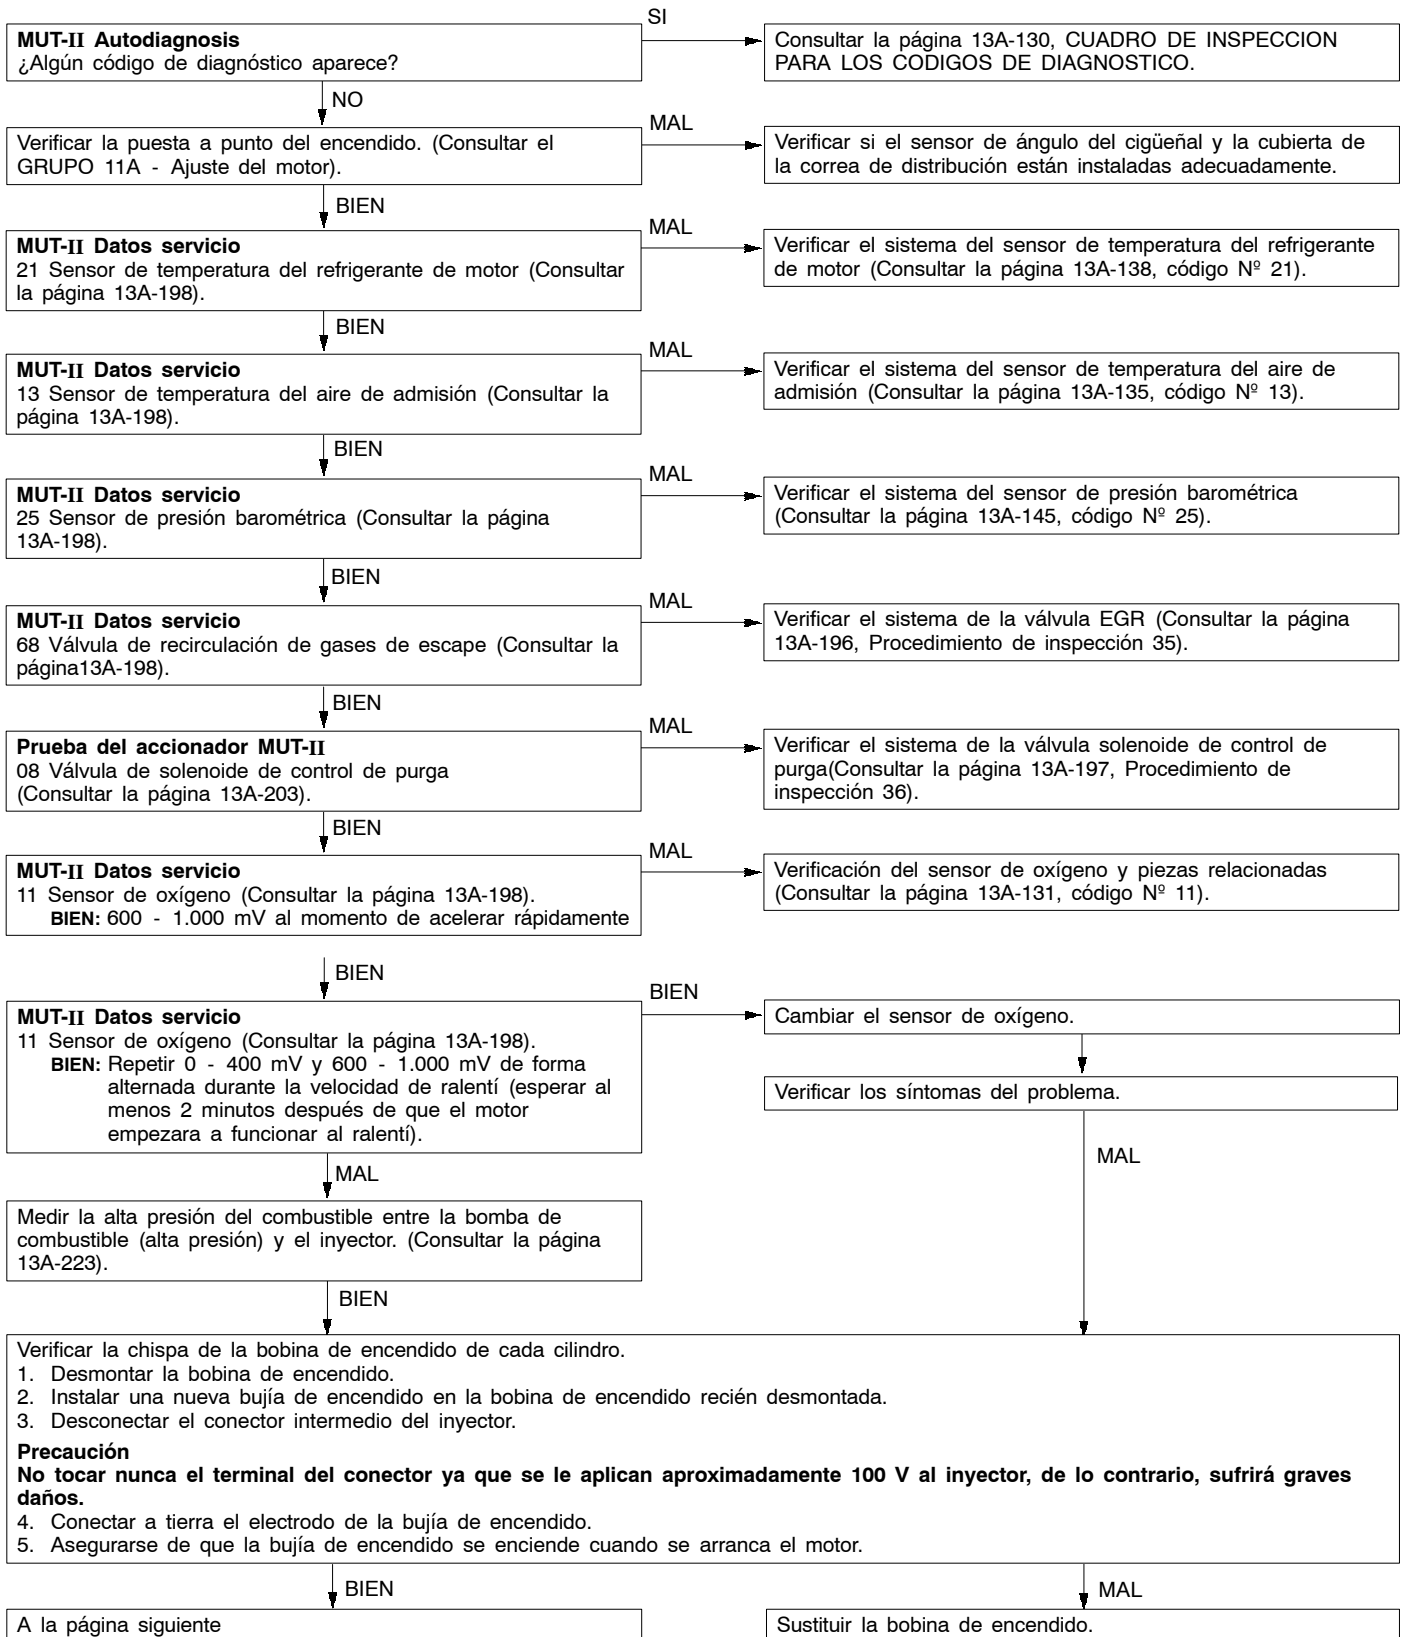 SI
MUT-II Autodiagnosis
¿Algún código de diagnóstico aparece?
Consultar la página 13A-130, CUADRO DE INSPECCION
PARA LOS CODIGOS DE DIAGNOSTICO.
NO
MAL
Verificar la puesta a punto del encendido. (Consultar el
GRUPO 11A - Ajuste del motor).
Verificar si el sensor de ángulo del cigüeñal y la cubierta de
la correa de distribución están instaladas adecuadamente.
BIEN
MAL
MUT-II Datos servicio
21 Sensor de temperatura del refrigerante de motor (Consultar
la página 13A-198).
Verificar el sistema del sensor de temperatura del refrigerante
de motor (Consultar la página 13A-138, código Nº 21).
BIEN
MAL
MUT-II Datos servicio
13 Sensor de temperatura del aire de admisión (Consultar la
página 13A-198).
Verificar el sistema del sensor de temperatura del aire de
admisión (Consultar la página 13A-135, código Nº 13).
BIEN
MAL
MUT-II Datos servicio
25 Sensor de presión barométrica (Consultar la página
13A-198).
Verificar el sistema del sensor de presión barométrica
(Consultar la página 13A-145, código Nº 25).
BIEN
MAL
MUT-II Datos servicio
68 Válvula de recirculación de gases de escape (Consultar la
página13A-198).
Verificar el sistema de la válvula EGR (Consultar la página
13A-196, Procedimiento de inspección 35).
BIEN
MAL
Prueba del accionador MUT-II
08 Válvula de solenoide de control de purga
(Consultar la página 13A-203).
Verificar el sistema de la válvula solenoide de control de
purga(Consultar la página 13A-197, Procedimiento de
inspección 36).
BIEN
MAL
MUT-II Datos servicio
11 Sensor de oxígeno (Consultar la página 13A-198).
BIEN: 600 - 1.000 mV al momento de acelerar rápidamente
Verificación del sensor de oxígeno y piezas relacionadas
(Consultar la página 13A-131, código Nº 11).
BIEN
BIEN
MUT-II Datos servicio
11 Sensor de oxígeno (Consultar la página 13A-198).
BIEN: Repetir 0 - 400 mV y 600 - 1.000 mV de forma
alternada durante la velocidad de ralentí (esperar al
menos 2 minutos después de que el motor
empezara a funcionar al ralentí).
Cambiar el sensor de oxígeno.
Verificar los síntomas del problema.
MAL
MAL
Medir la alta presión del combustible entre la bomba de
combustible (alta presión) y el inyector. (Consultar la página
13A-223).
BIEN
Verificar la chispa de la bobina de encendido de cada cilindro.
1. Desmontar la bobina de encendido.
2. Instalar una nueva bujía de encendido en la bobina de encendido recién desmontada.
3. Desconectar el conector intermedio del inyector.
Precaución
No tocar nunca el terminal del conector ya que se le aplican aproximadamente 100 V al inyector, de lo contrario, sufrirá graves
daños.
4. Conectar a tierra el electrodo de la bujía de encendido.
5. Asegurarse de que la bujía de encendido se enciende cuando se arranca el motor.
BIEN
MAL
A la página siguiente
Sustituir la bobina de encendido.